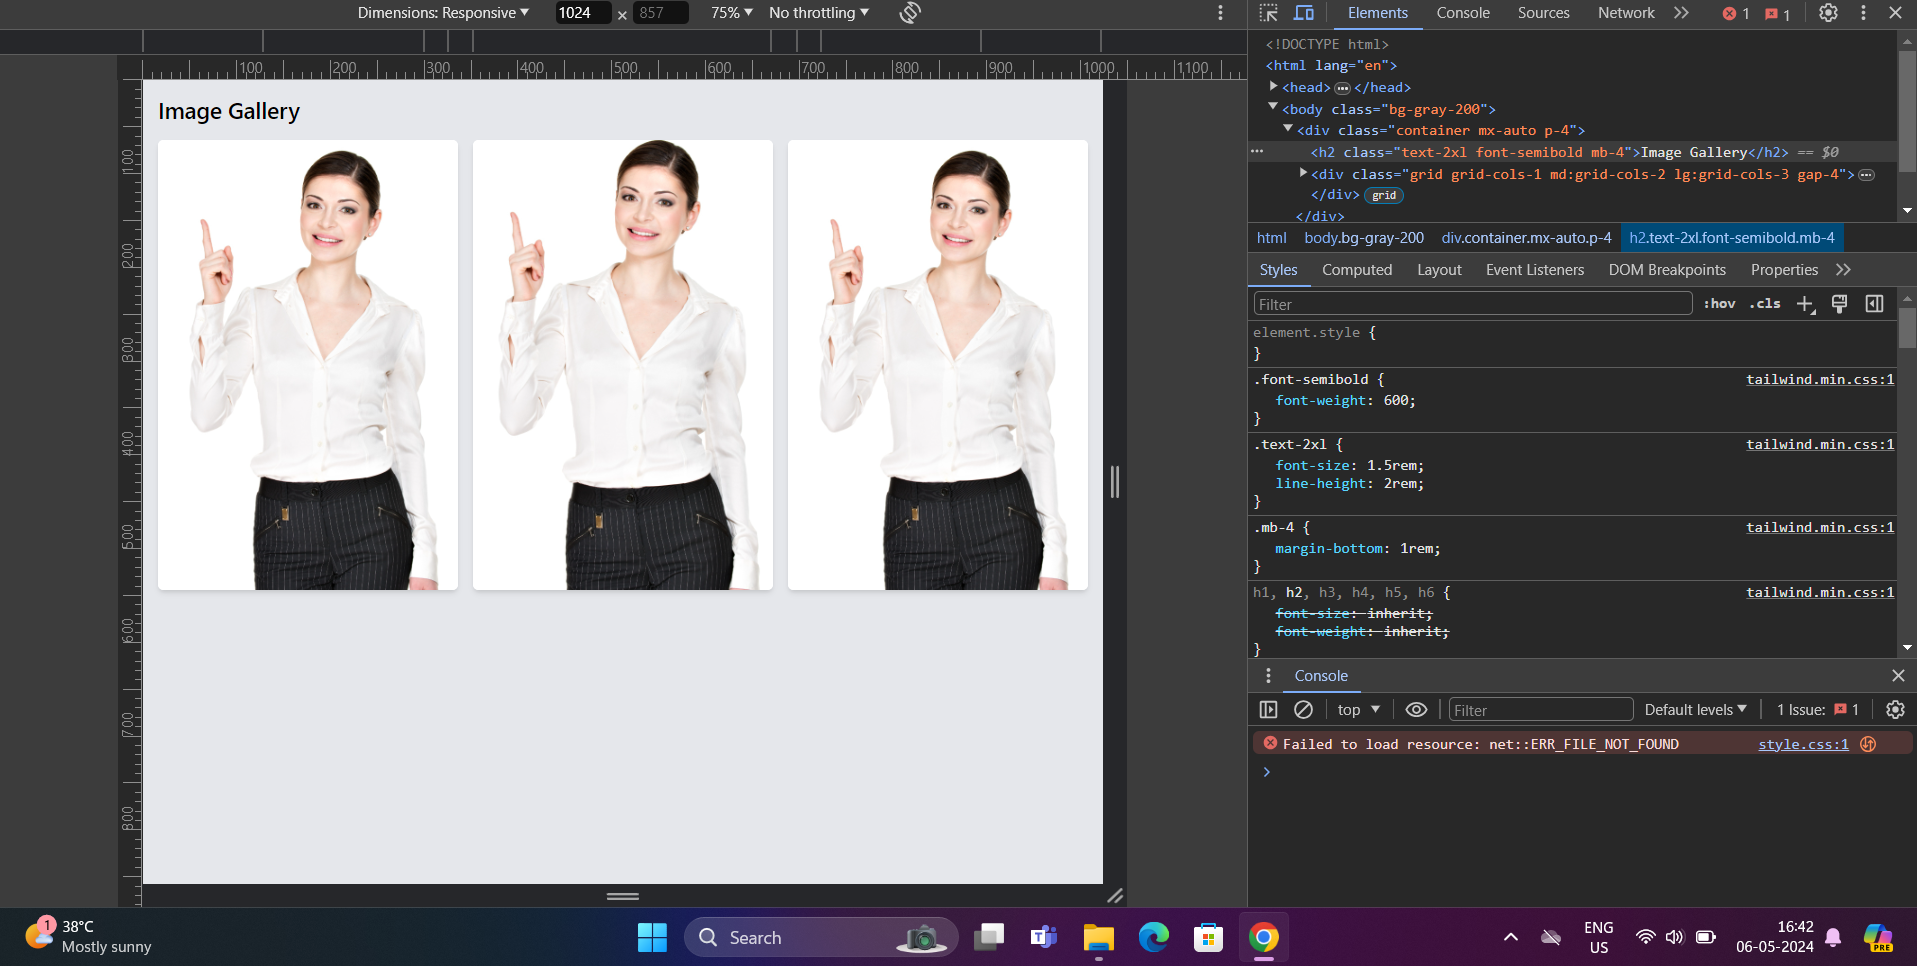 Dimensions: Responsive 1024 × 857 75% No throttling
100 200 300 400 500 600 700 800 900 1000 1100
100
200
300
400
500
600
700
800
Image Gallery
Elements Console Sources Network 1 1
<!DOCTYPE html>
<html lang="en">
<head> ••• </head>
<body class="bg-gray-200">
<div class="container mx-auto p-4">
••• <h2 class="text-2xl font-semibold mb-4">Image Gallery</h2> == $0
<div class="grid grid-cols-1 md:grid-cols-2 lg:grid-cols-3 gap-4"> •••
</div> grid
</div>
html body.bg-gray-200 div.container.mx-auto.p-4 h2.text-2xl.font-semibold.mb-4
Styles Computed Layout Event Listeners DOM Breakpoints Properties
Filter :hov .cls
element.style {
}
.font-semibold { tailwind.min.css:1
font-weight: 600;
}
.text-2xl { tailwind.min.css:1
font-size: 1.5rem;
line-height: 2rem;
}
.mb-4 { tailwind.min.css:1
margin-bottom: 1rem;
}
h1, h2, h3, h4, h5, h6 { tailwind.min.css:1
font-size: inherit;
font-weight: inherit;
}
Console
top Filter Default levels 1 Issue: 1
Failed to load resource: net::ERR_FILE_NOT_FOUND style.css:1
1 38°C
Mostly sunny
Search
ENG
US
16:42
06-05-2024
PRE